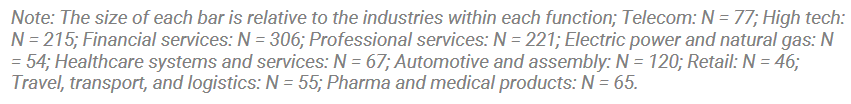 Note: The size of each bar is relative to the industries within each function; Telecom: N = 77; High tech:
N = 215; Financial services: N = 306; Professional services: N = 221; Electric power and natural gas: N
= 54; Healthcare systems and services: N = 67; Automotive and assembly: N = 120; Retail: N = 46;
Travel, transport, and logistics: N = 55; Pharma and medical products: N = 65.